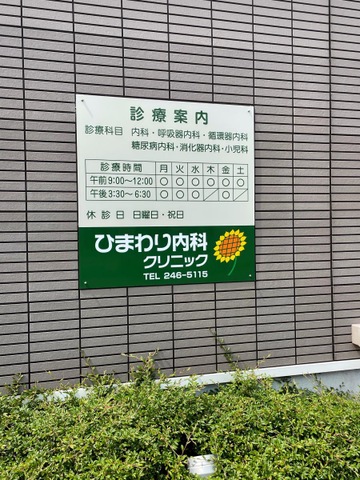 診療案内
診療科目 内科・呼吸器内科・循環器内科
糖尿病内科・消化器内科・小児科
診療時間 月 火 水 木 金 土
午前9:00〜12:00 ○ ○ ○ ○ ○ ○
午後3:30〜6:30 ○ ○ ○ ／ ○ ／
休診日 日曜日・祝日
ひまわり内科
クリニック
TEL 246-5115